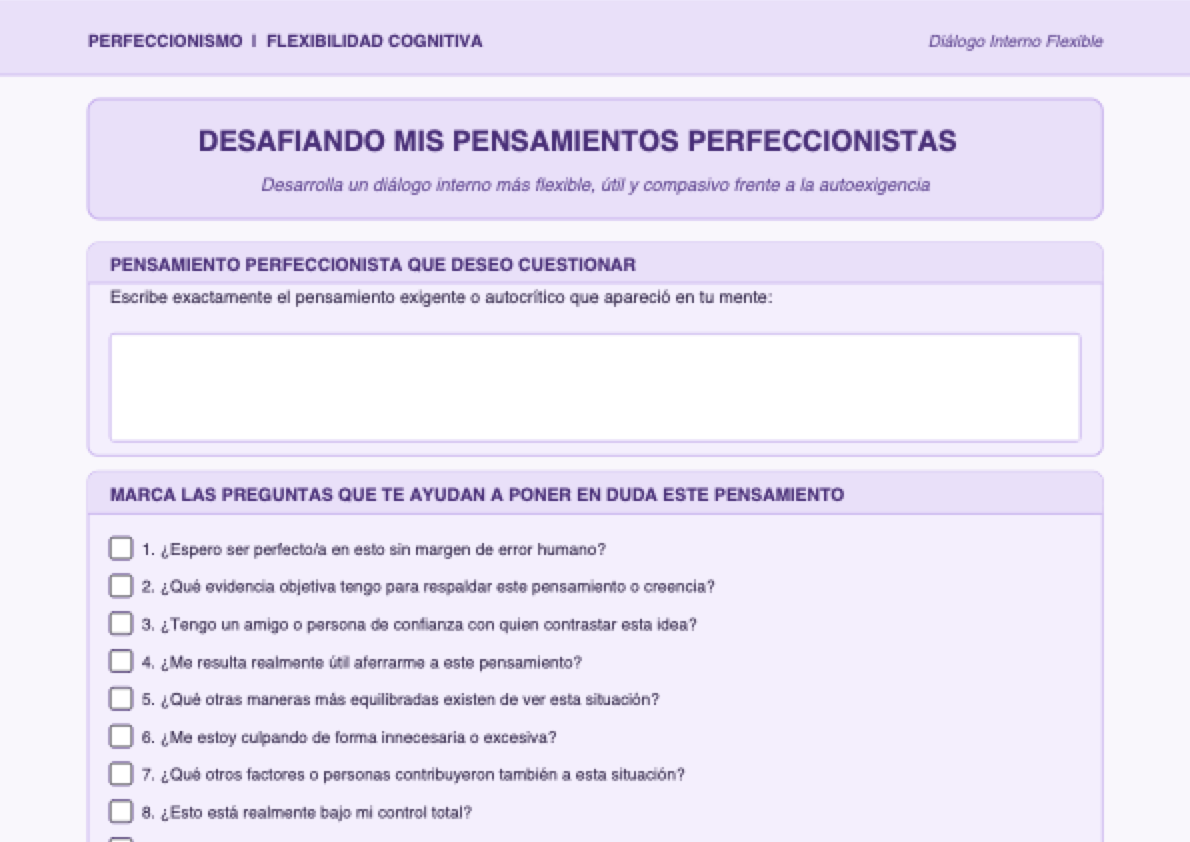 PERFECCIONISMO | FLEXIBILIDAD COGNITIVA
Diálogo Interno Flexible
DESAFIANDO MIS PENSAMIENTOS PERFECCIONISTAS
Desarrolla un diálogo interno más flexible, útil y compasivo frente a la autoexigencia
PENSAMIENTO PERFECCIONISTA QUE DESEO CUESTIONAR
Escribe exactamente el pensamiento exigente o autocrítico que apareció en tu mente:
MARCA LAS PREGUNTAS QUE TE AYUDAN A PONER EN DUDA ESTE PENSAMIENTO
1. ¿Espero ser perfecto/a en esto sin margen de error humano?
2. ¿Qué evidencia objetiva tengo para respaldar este pensamiento o creencia?
3. ¿Tengo un amigo o persona de confianza con quien contrastar esta idea?
4. ¿Me resulta realmente útil aferrarme a este pensamiento?
5. ¿Qué otras maneras más equilibradas existen de ver esta situación?
6. ¿Me estoy culpando de forma innecesaria o excesiva?
7. ¿Qué otros factores o personas contribuyeron también a esta situación?
8. ¿Esto está realmente bajo mi control total?